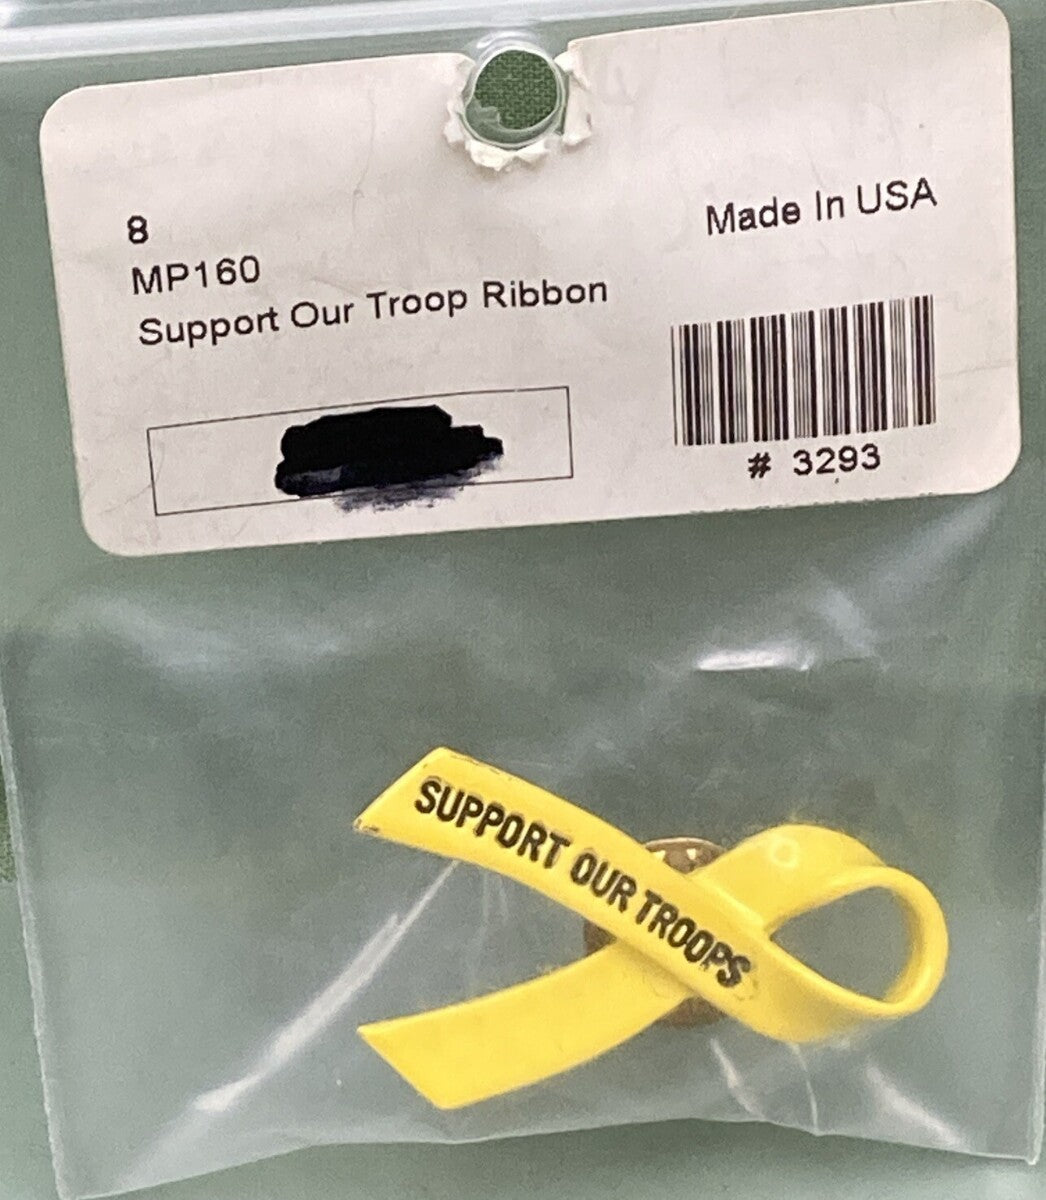 8
MP160
Support Our Troop Ribbon
Made In USA
# 3293
SUPPORT OUR TROOPS